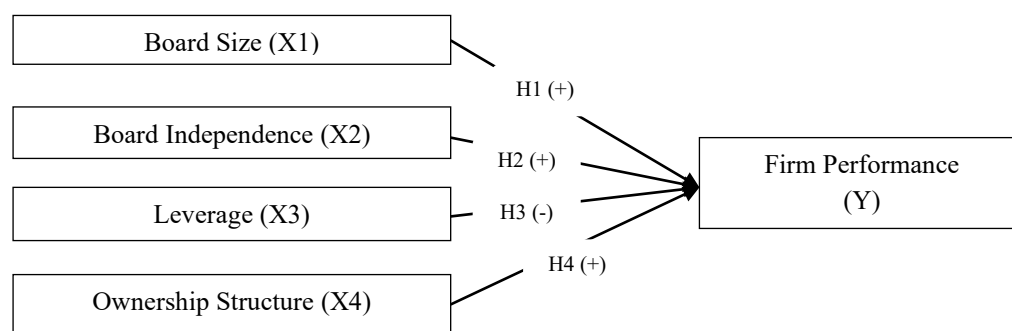 Board Size (X1)
H1 (+)
Board Independence (X2)
H2 (+)
Firm Performance
(Y)
Leverage (X3)
H3 (-)
H4 (+)
Ownership Structure (X4)